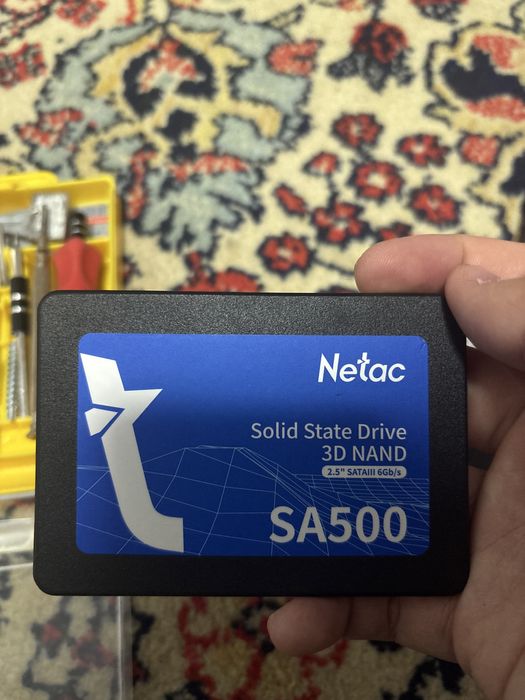 Netac
Solid State Drive
3D NAND
2.5" SATAIII 6Gb/s
SA500